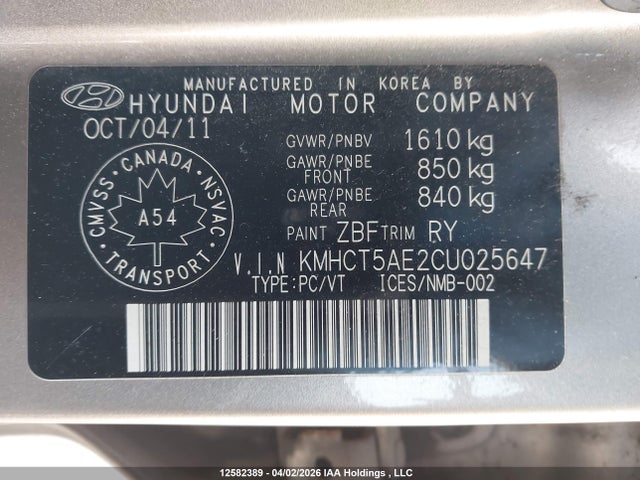 MANUFACTURED IN KOREA BY
HYUNDAI MOTOR COMPANY
OCT/04/11
GVWR/PNBV 1610 kg
GAWR/PNBE FRONT 850 kg
GAWR/PNBE REAR 840 kg
PAINT ZBF TRIM RY
CANADA
CMVSS A54 NSVAC
TRANSPORT
V.I.N KMHCT5AE2CU025647
TYPE:PC/VT ICES/NMB-002
12582389 - 04/02/2026 IAA Holdings , LLC